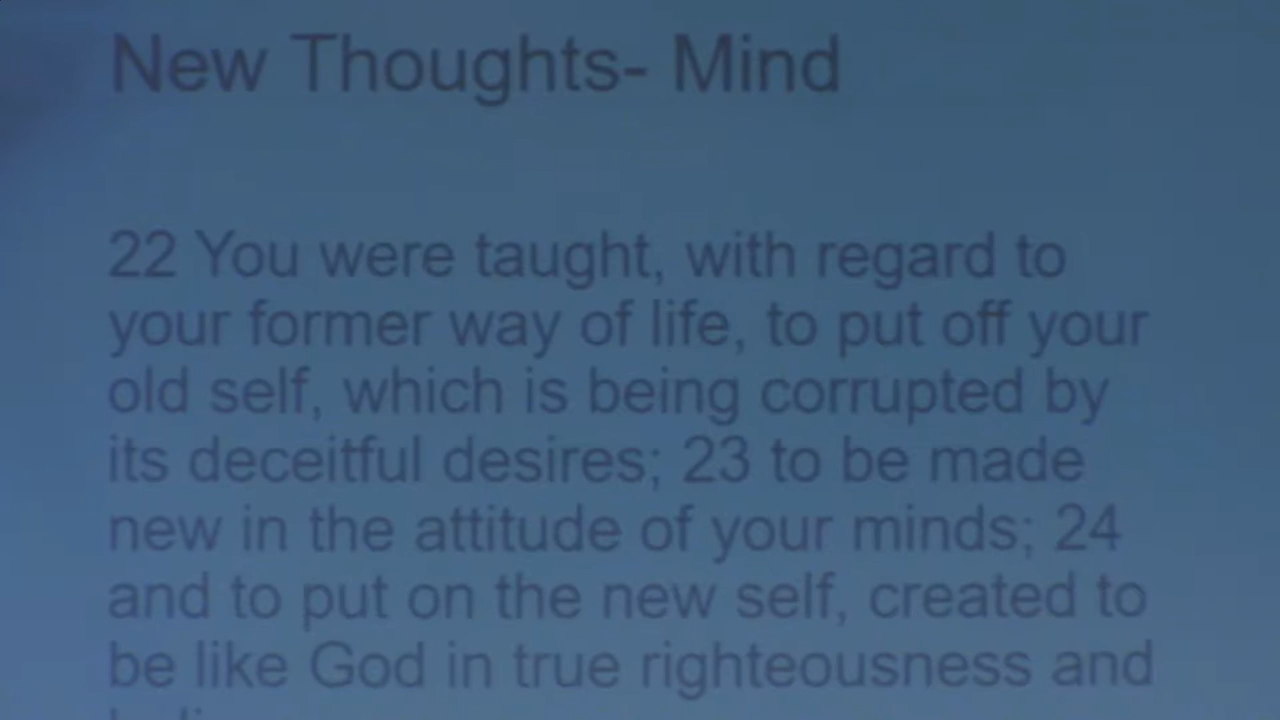 New Thoughts- Mind
22 You were taught, with regard to
your former way of life, to put off your
old self, which is being corrupted by
its deceitful desires; 23 to be made
new in the attitude of your minds; 24
and to put on the new self, created to
be like God in true righteousness and